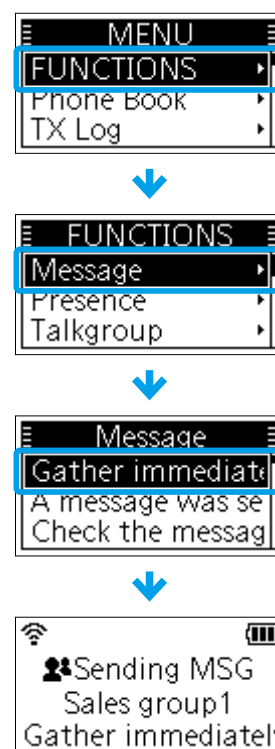 MENU
FUNCTIONS
Phone Book
TX Log
FUNCTIONS
Message
Presence
Talkgroup
Message
Gather immediate
A message was se
Check the messag
Sending MSG
Sales group1
Gather immediatel